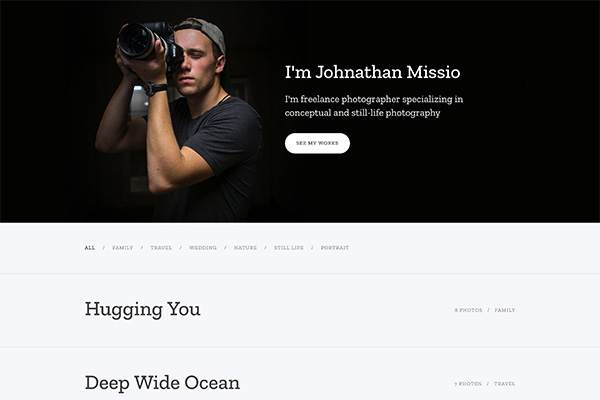 I'm Johnathan Missio
I'm freelance photographer specializing in
conceptual and still-life photography
SEE MY WORKS
ALL / FAMILY / TRAVEL / WEDDING / NATURE / STILL LIFE / PORTRAIT
Hugging You
8 PHOTOS / FAMILY
Deep Wide Ocean
7 PHOTOS / TRAVEL